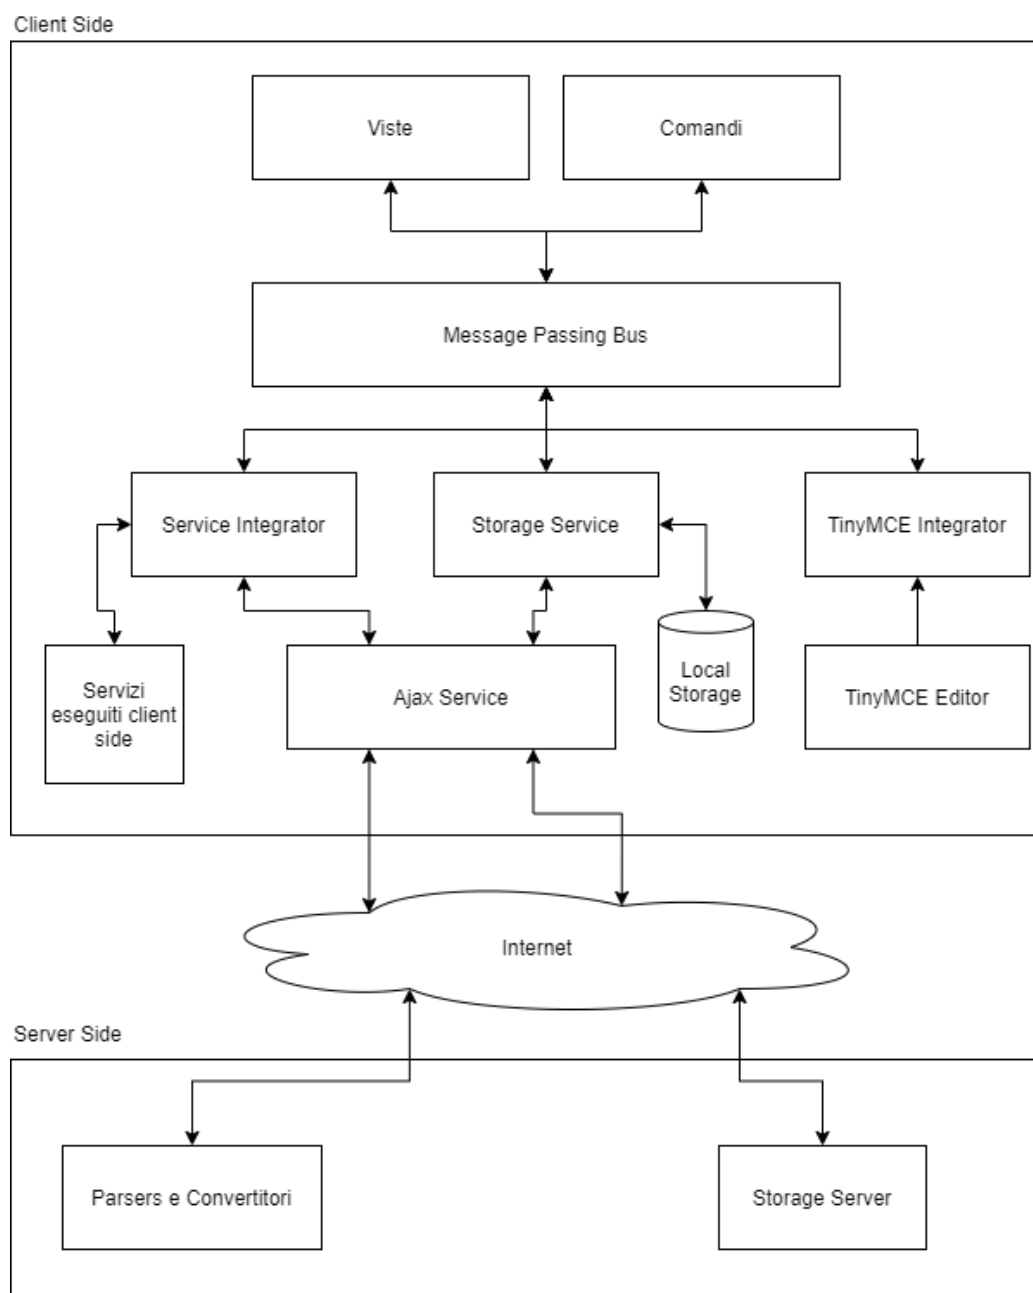 Client Side
Viste
Comandi
Message Passing Bus
Service Integrator
Storage Service
TinyMCE Integrator
Servizi
eseguiti client
side
Ajax Service
Local
Storage
TinyMCE Editor
Internet
Server Side
Parsers e Convertitori
Storage Server